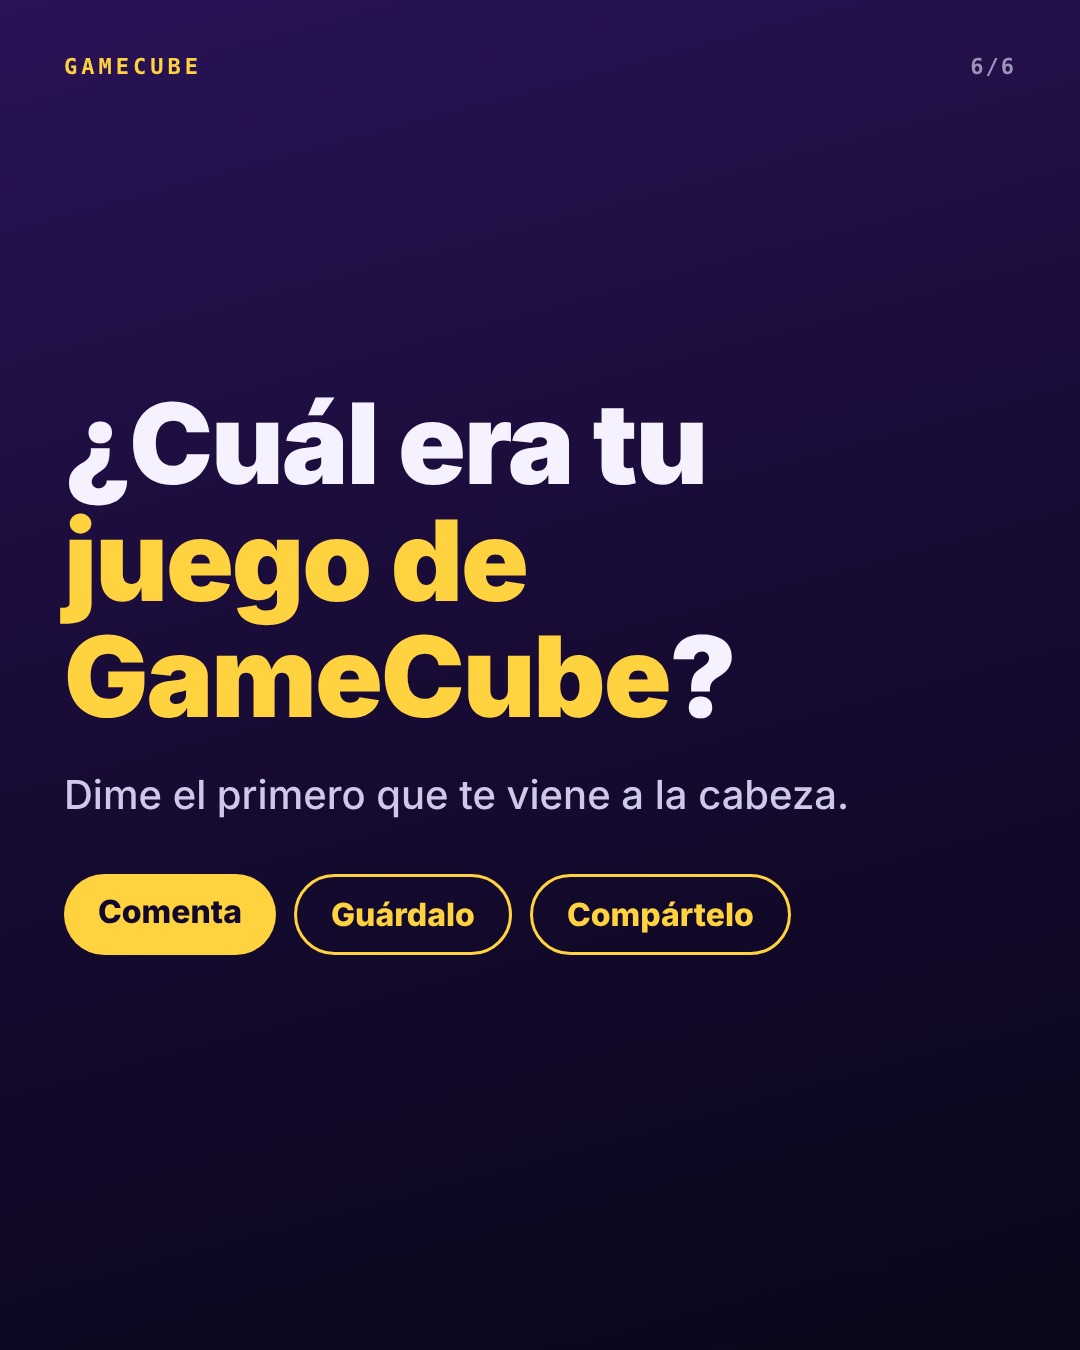 GAMECUBE
6/6
¿Cuál era tu
juego de
GameCube?
Dime el primero que te viene a la cabeza.
Comenta
Guárdalo
Compártelo